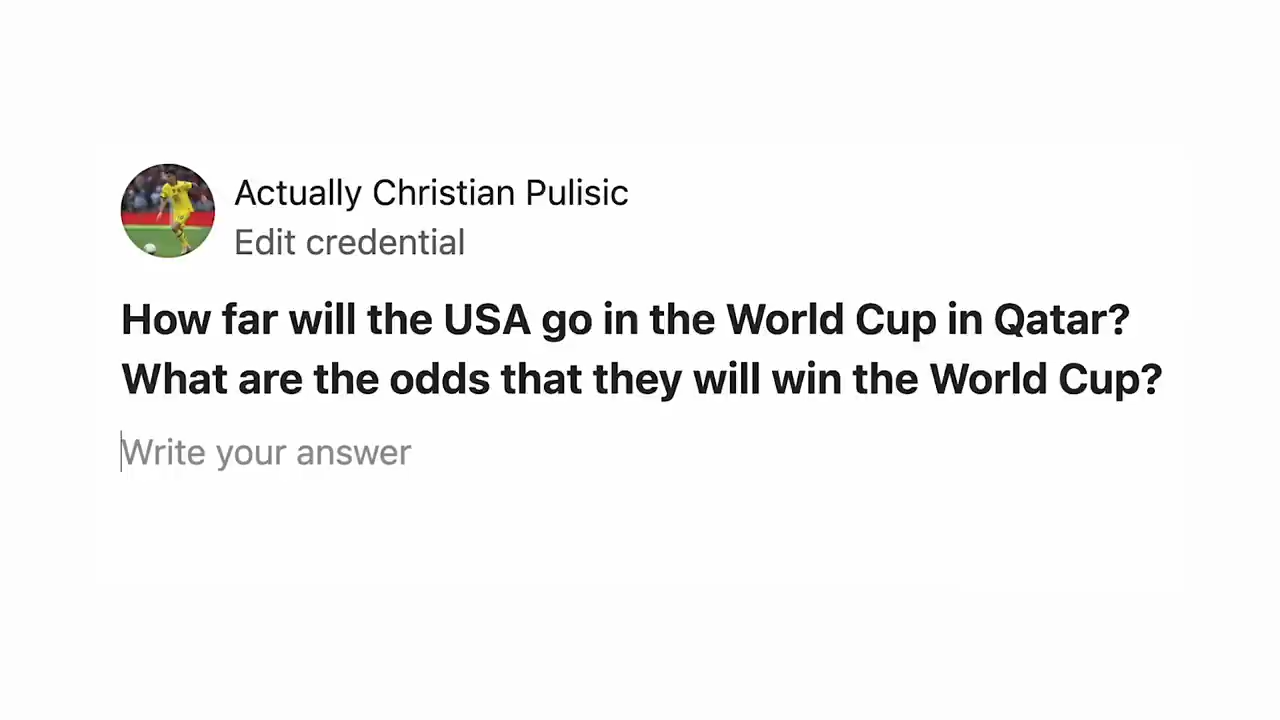 Actually Christian Pulisic
Edit credential
How far will the USA go in the World Cup in Qatar?
What are the odds that they will win the World Cup?
Write your answer